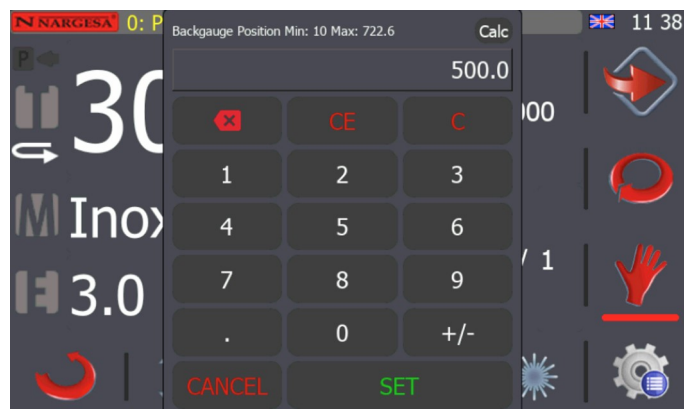 N NARGESA® 0: P
11 38
Backgauge Position Min: 10 Max: 722.6 Calc
500.0
P
30
000
CE C
1 2 3
Inox
4 5 6
/ 1
3.0
7 8 9
. 0 +/-
CANCEL SET